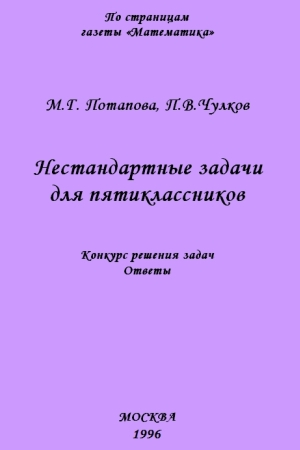 По страницам
газеты «Математика»
М.Г. Потапова, П.В.Чулков
Нестандартные задачи
для пятиклассников
Конкурс решения задач
Ответы
МОСКВА
1996